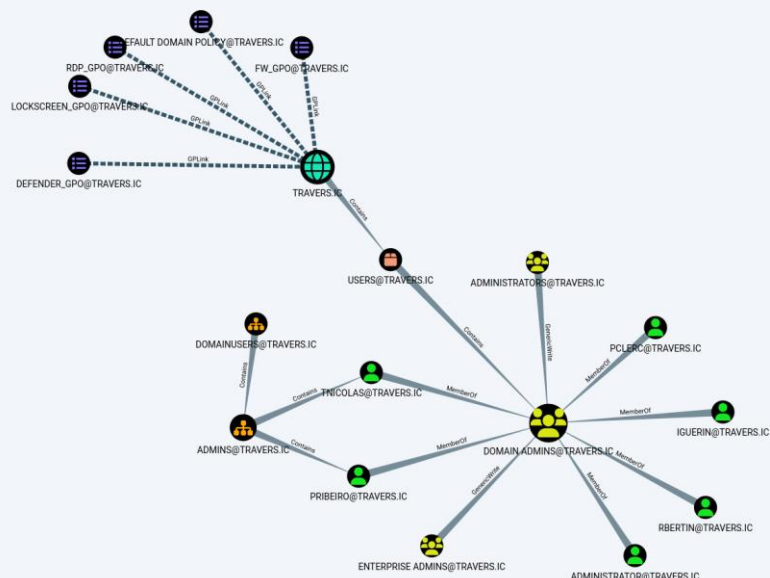 DEFAULT DOMAIN POLICY@TRAVERS.IC
RDP_GPO@TRAVERS.IC
FW_GPO@TRAVERS.IC
LOCKSCREEN_GPO@TRAVERS.IC
GPLink
GPLink
GPLink
GPLink
GPLink
DEFENDER_GPO@TRAVERS.IC
TRAVERS.IC
Contains
USERS@TRAVERS.IC
ADMINISTRATORS@TRAVERS.IC
Contains
GenericWrite
DOMAINUSERS@TRAVERS.IC
PCLERC@TRAVERS.IC
Contains
MemberOf
TNICOLAS@TRAVERS.IC
Contains
MemberOf
MemberOf
IGUERIN@TRAVERS.IC
ADMINS@TRAVERS.IC
Contains
MemberOf
DOMAIN ADMINS@TRAVERS.IC
MemberOf
PRIBEIRO@TRAVERS.IC
GenericWrite
MemberOf
RBERTIN@TRAVERS.IC
ENTERPRISE ADMINS@TRAVERS.IC
ADMINISTRATOR@TRAVERS.IC